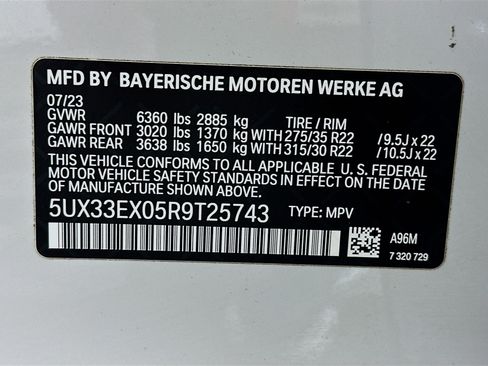 MFD BY BAYERISCHE MOTOREN WERKE AG
07/23
GVWR 6360 lbs 2885 kg TIRE / RIM
GAWR FRONT 3020 lbs 1370 kg WITH 275/35 R22 / 9.5J x 22
GAWR REAR 3638 lbs 1650 kg WITH 315/30 R22 / 10.5J x 22
THIS VEHICLE CONFORMS TO ALL APPLICABLE U. S. FEDERAL
MOTOR VEHICLE SAFETY STANDARDS IN EFFECT ON THE DATE
OF MANUFACTURE SHOWN ABOVE.
5UX33EX05R9T25743 TYPE: MPV
A96M
7 320 729